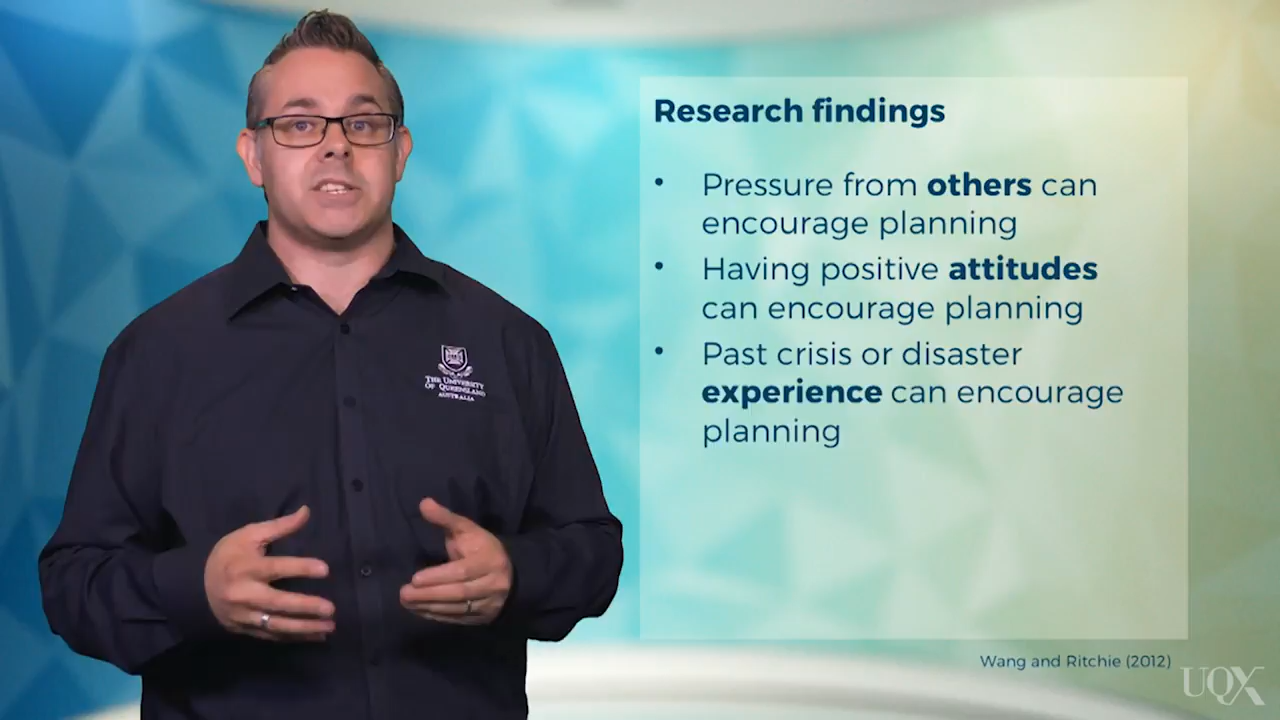 Research findings
• Pressure from others can
encourage planning
• Having positive attitudes
can encourage planning
• Past crisis or disaster
experience can encourage
planning
THE UNIVERSITY
OF QUEENSLAND
AUSTRALIA
Wang and Ritchie (2012)
UQX